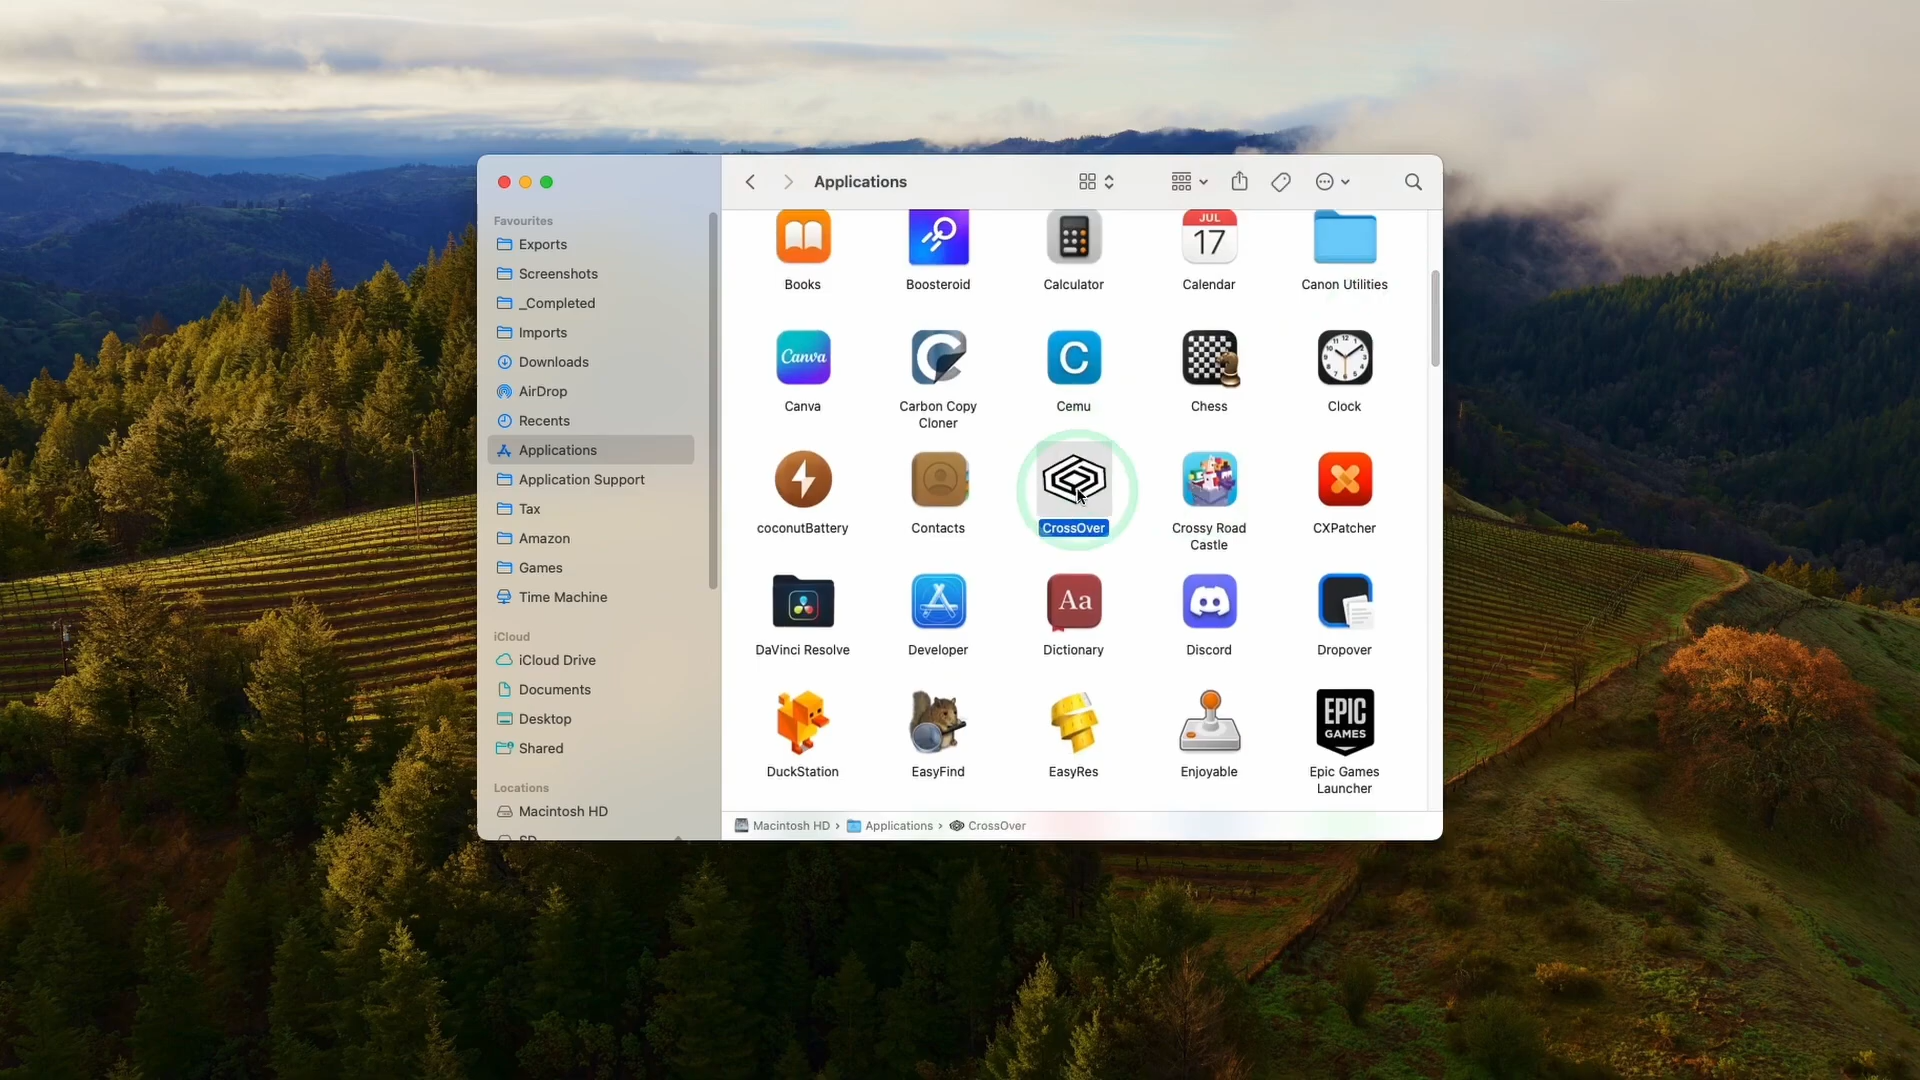 Applications
Favourites
Exports
Screenshots
_Completed
Imports
Downloads
AirDrop
Recents
Applications
Application Support
Tax
Amazon
Games
Time Machine
iCloud
iCloud Drive
Documents
Desktop
Shared
Locations
Macintosh HD
SD
JUL
17
Books
Boosteroid
Calculator
Calendar
Canon Utilities
Canva
C
Canva
Carbon Copy
Cloner
Cemu
Chess
Clock
coconutBattery
Contacts
CrossOver
Crossy Road
Castle
CXPatcher
Aa
DaVinci Resolve
Developer
Dictionary
Discord
Dropover
EPIC
GAMES
DuckStation
EasyFind
EasyRes
Enjoyable
Epic Games
Launcher
Macintosh HD › Applications › CrossOver